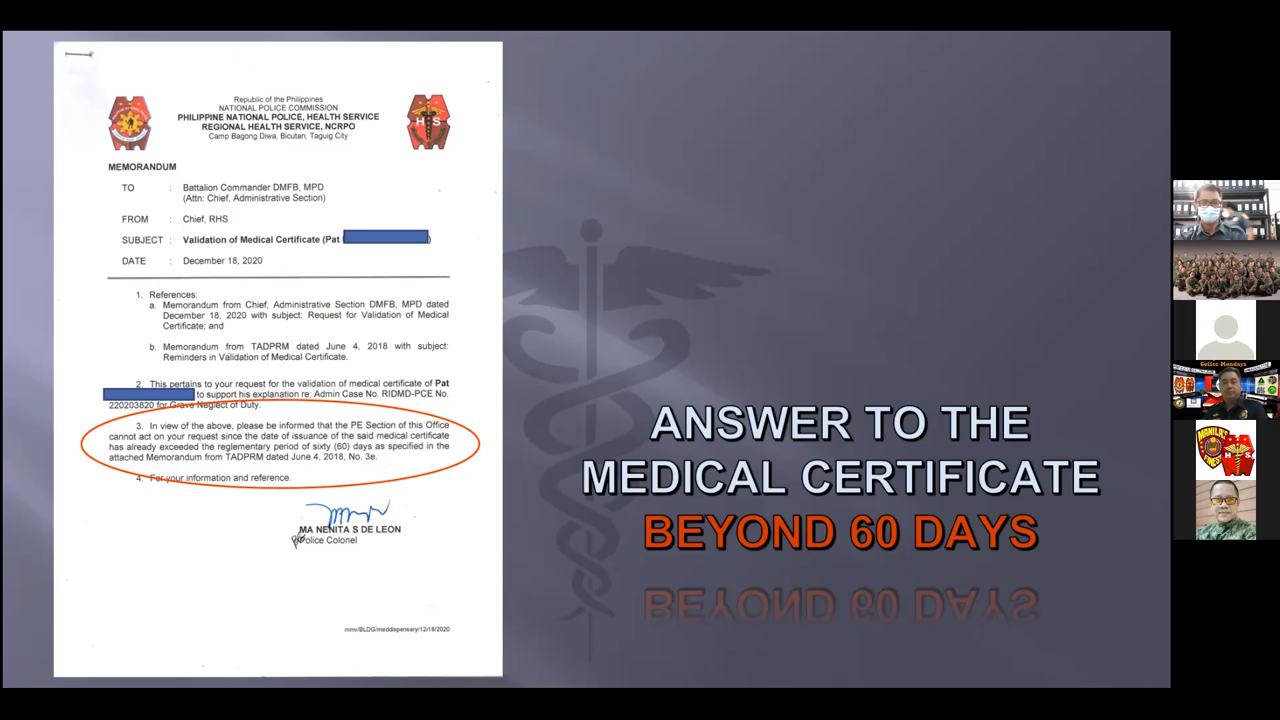 Republic of the Philippines
NATIONAL POLICE COMMISSION
PHILIPPINE NATIONAL POLICE, HEALTH SERVICE
REGIONAL HEALTH SERVICE, NCRPO
Camp Bagong Diwa, Bicutan, Taguig City
H S
MEMORANDUM
TO : Battalion Commander DMFB, MPD
(Attn: Chief, Administrative Section)
FROM : Chief, RHS
SUBJECT : Validation of Medical Certificate (Pat )
DATE : December 18, 2020
1. References:
a. Memorandum from Chief, Administrative Section DMFB, MPD dated
December 18, 2020 with subject: Request for Validation of Medical
Certificate; and
b. Memorandum from TADPRM dated June 4, 2018 with subject:
Reminders in Validation of Medical Certificate.
2. This pertains to your request for the validation of medical certificate of Pat
to support his explanation re; Admin Case No. RIDMD-PCE No.
220203820 for Grave Neglect of Duty.
3. In view of the above, please be informed that the PE Section of this Office
cannot act on your request since the date of issuance of the said medical certificate
has already exceeded the reglementary period of sixty (60) days as specified in the
attached Memorandum from TADPRM dated June 4, 2018, No. 3e.
4. For your information and reference.
MA NENITA S DE LEON
Police Colonel
mmv/BLDG/meddispensary/12/18/2020
ANSWER TO THE
MEDICAL CERTIFICATE
BEYOND 60 DAYS
Coffee Mondays
MANILA'S
FINEST
H S